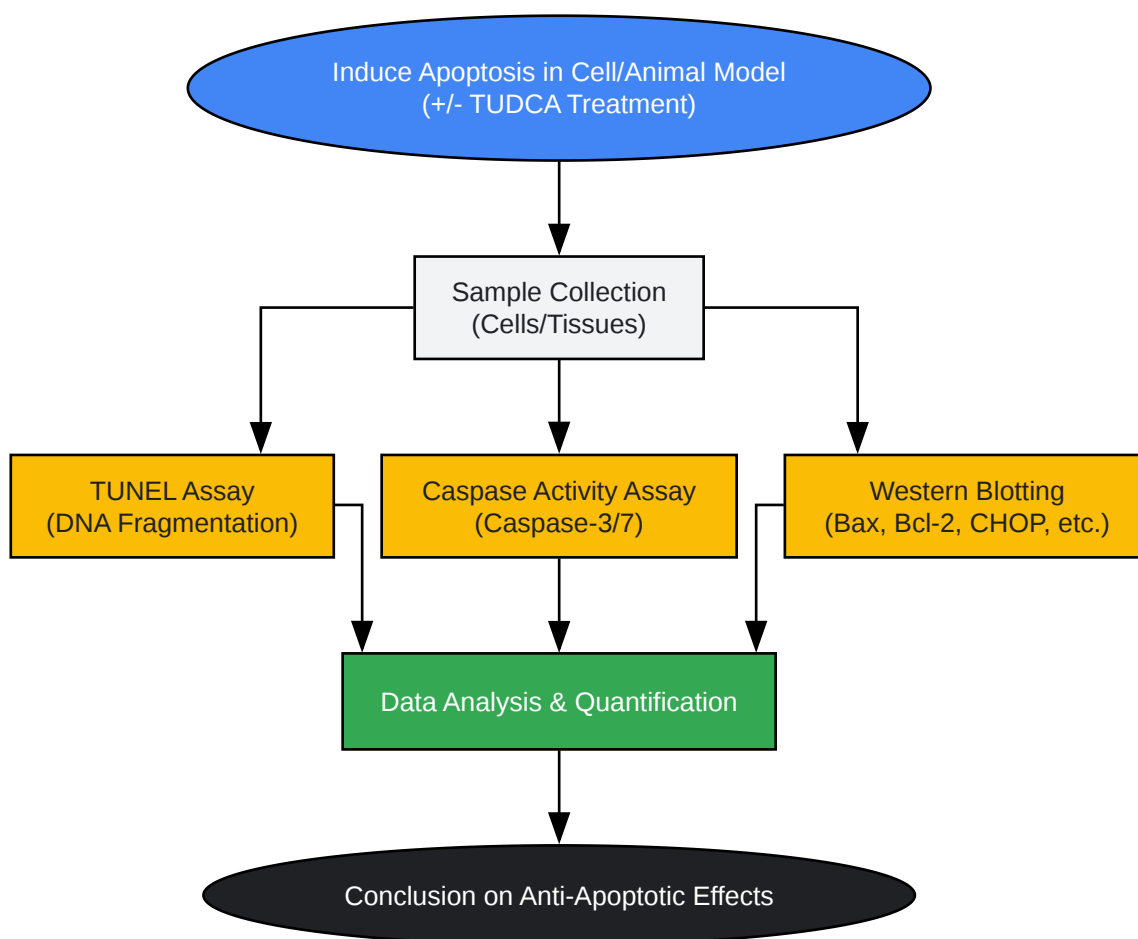 Induce Apoptosis in Cell/Animal Model
(+/- TUDCA Treatment)
Sample Collection
(Cells/Tissues)
TUNEL Assay
(DNA Fragmentation)
Caspase Activity Assay
(Caspase-3/7)
Western Blotting
(Bax, Bcl-2, CHOP, etc.)
Data Analysis & Quantification
Conclusion on Anti-Apoptotic Effects